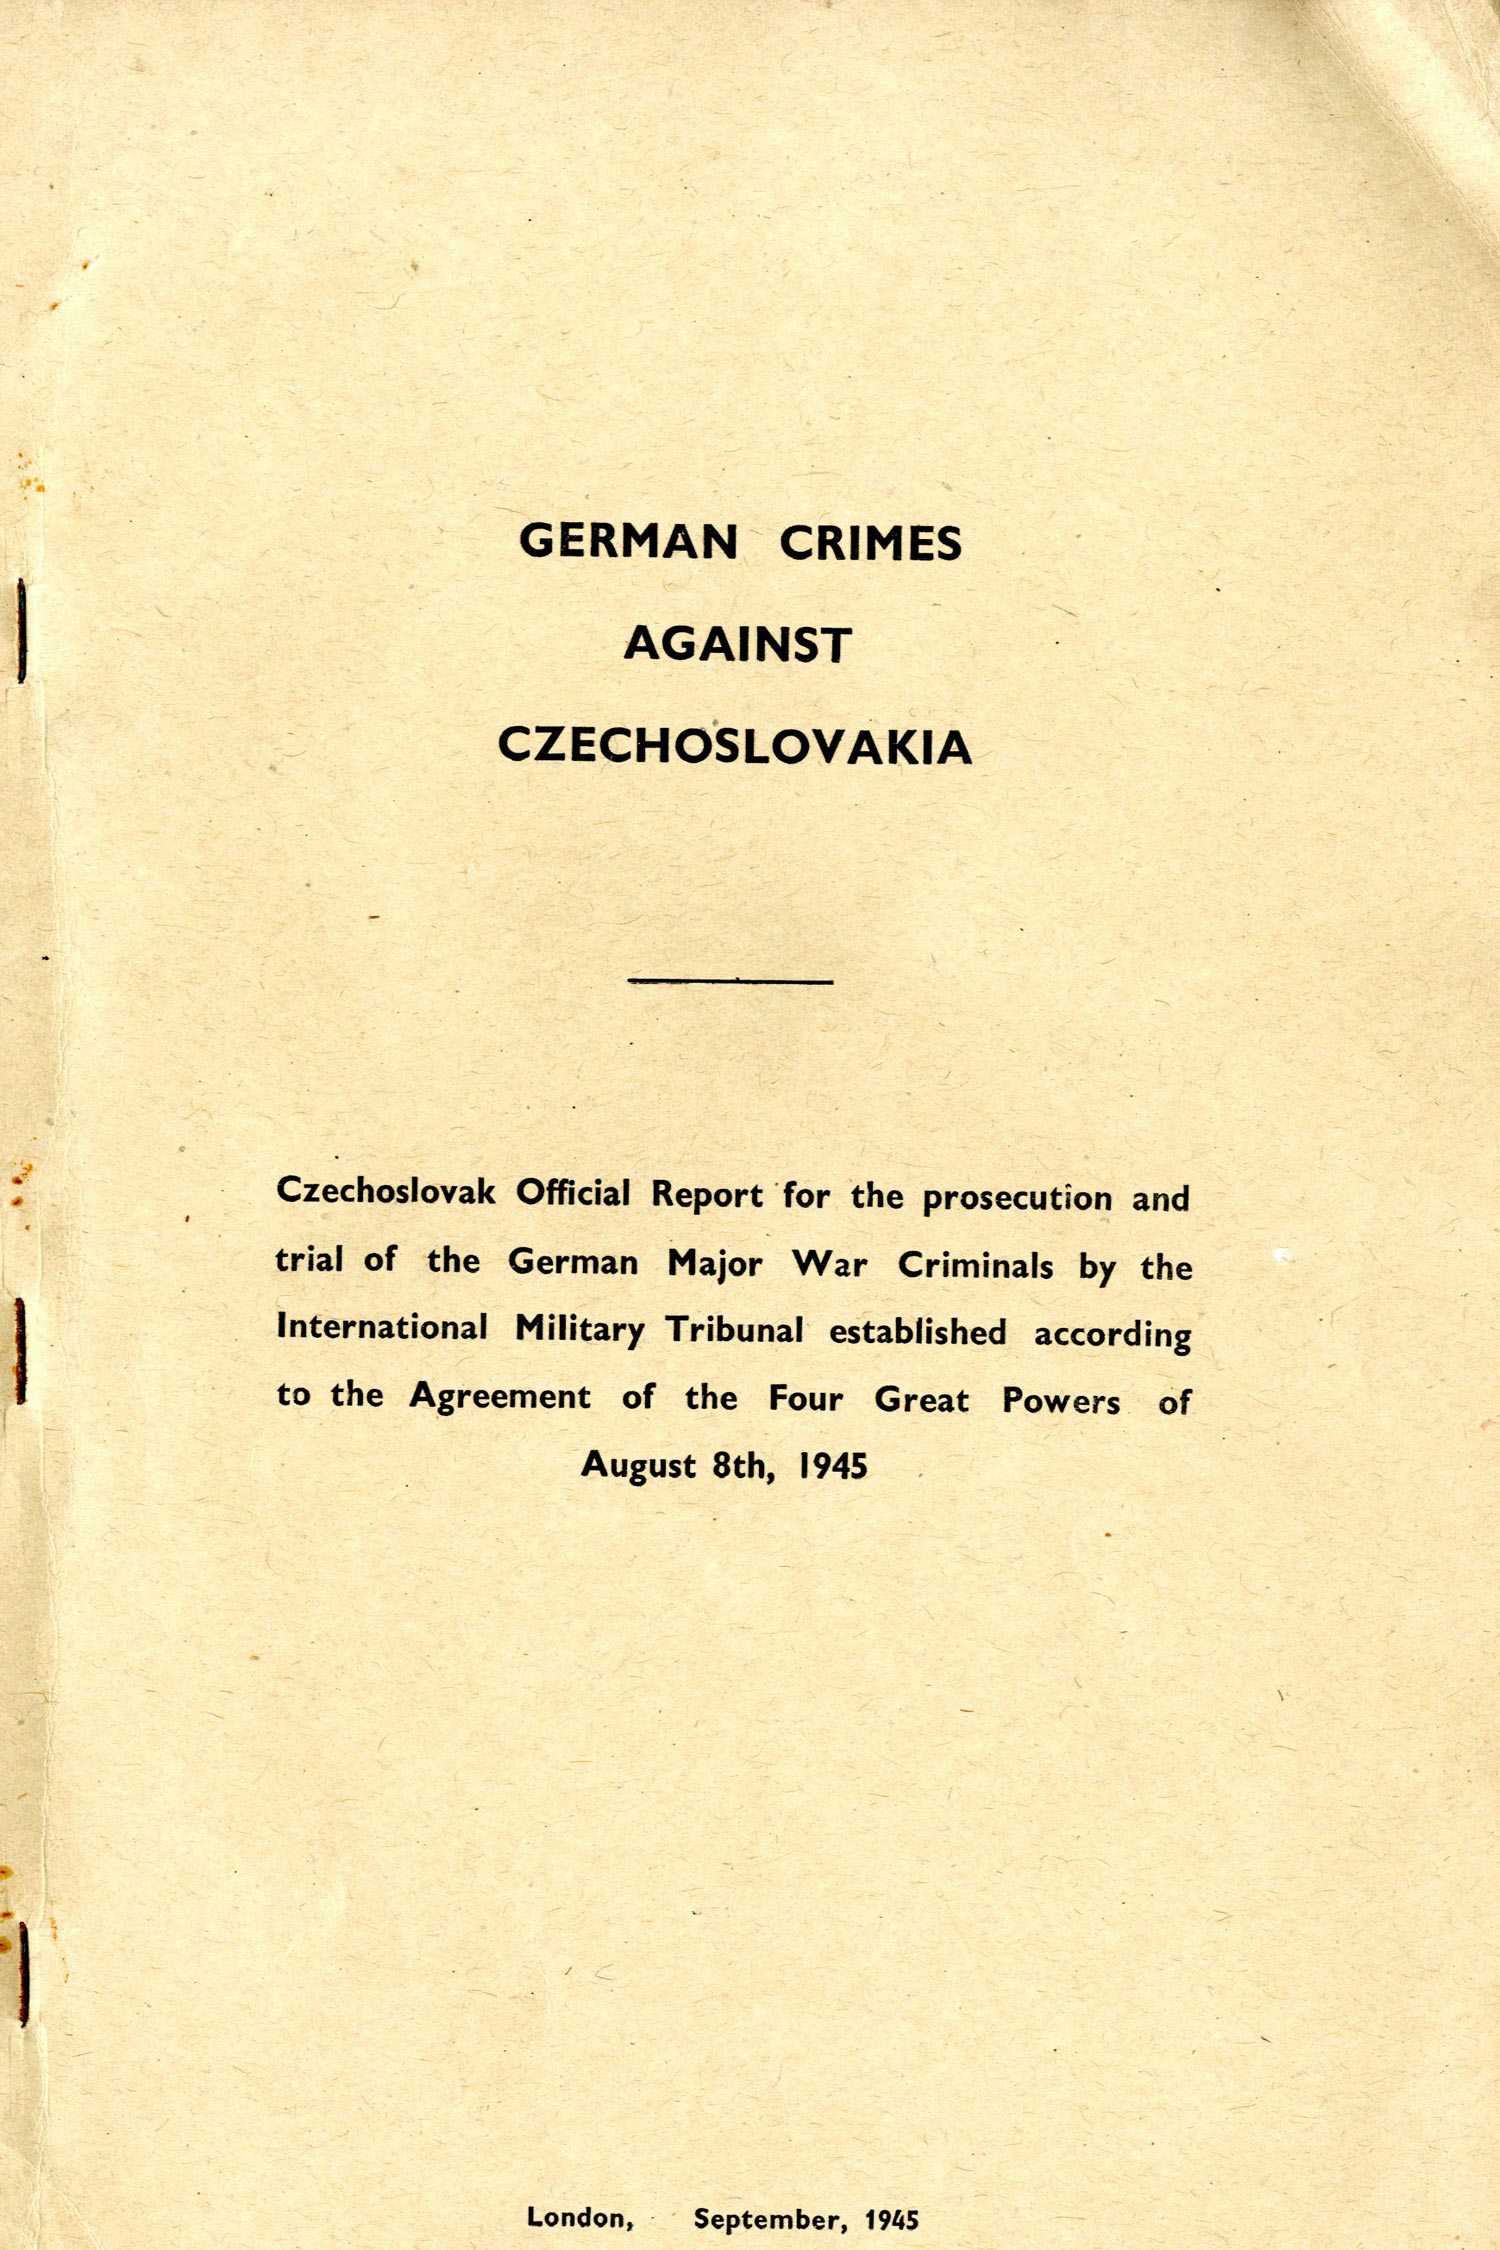 GERMAN CRIMES
AGAINST
CZECHOSLOVAKIA
Czechoslovak Official Report for the prosecution and
trial of the German Major War Criminals by the
International Military Tribunal established according
to the Agreement of the Four Great Powers of
August 8th, 1945
London, September, 1945